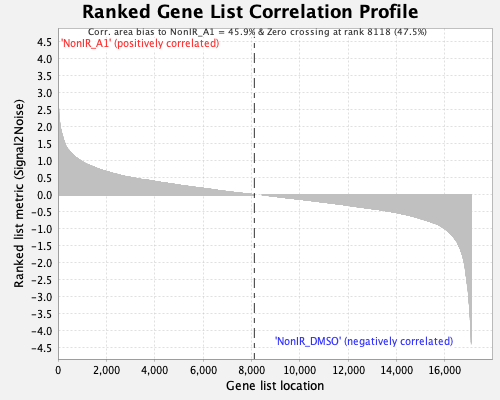 Ranked Gene List Correlation Profile
Corr. area bias to NonIR_A1 = 45.9% & Zero crossing at rank 8118 (47.5%)
'NonIR_A1' (positively correlated)
4.5
4.0
3.5
3.0
2.5
2.0
1.5
1.0
0.5
0.0
-0.5
-1.0
-1.5
-2.0
-2.5
-3.0
-3.5
-4.0
-4.5
Ranked list metric (Signal2Noise)
'NonIR_DMSO' (negatively correlated)
0 2,000 4,000 6,000 8,000 10,000 12,000 14,000 16,000
Gene list location